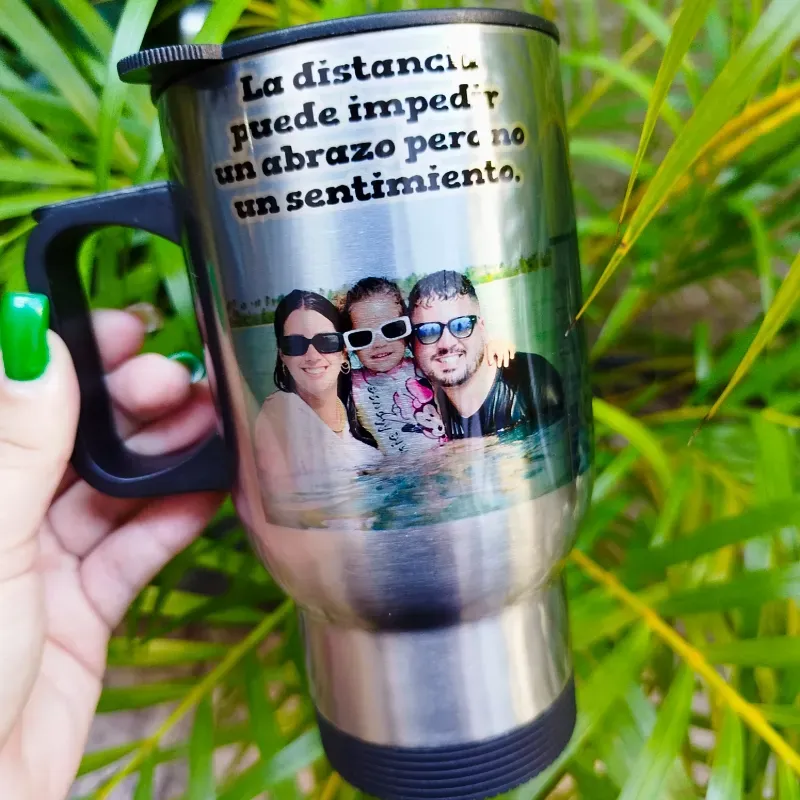 La distancia
puede impedir
un abrazo pero no
un sentimiento.